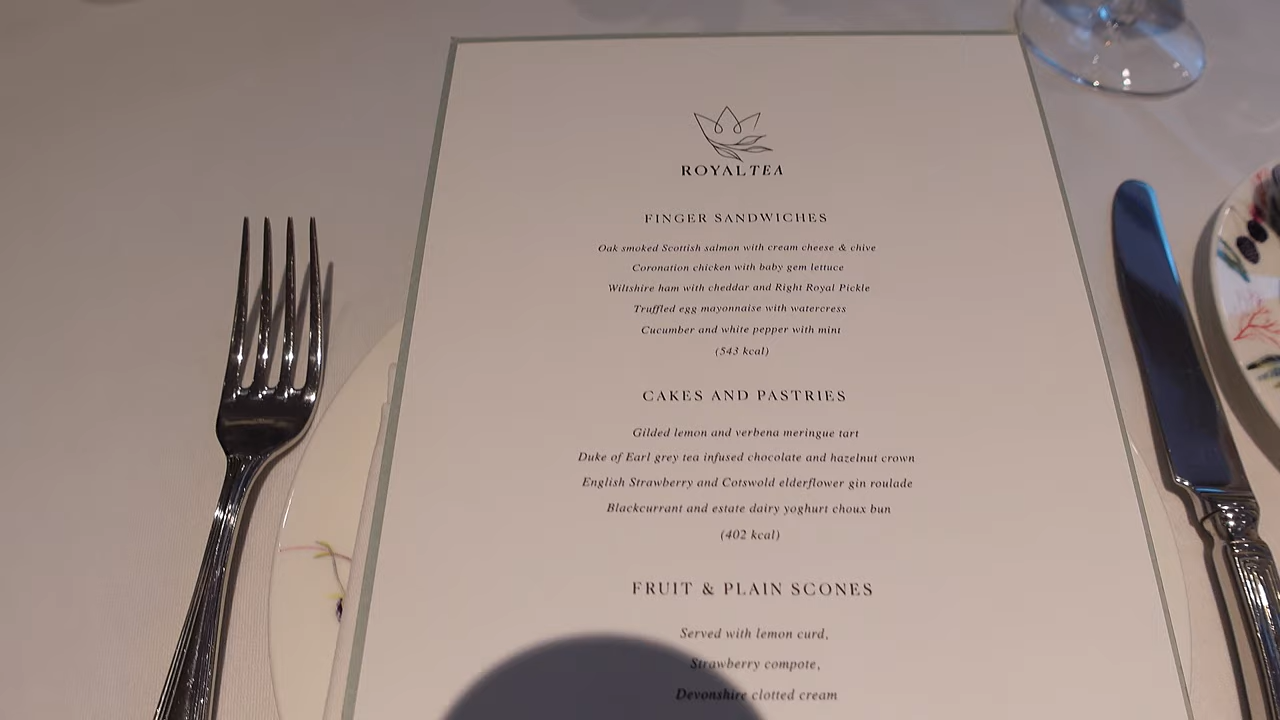 ROYALTEA
FINGER SANDWICHES
Oak smoked Scottish salmon with cream cheese & chive
Coronation chicken with baby gem lettuce
Wiltshire ham with cheddar and Right Royal Pickle
Truffled egg mayonnaise with watercress
Cucumber and white pepper with mint
(543 kcal)
CAKES AND PASTRIES
Gilded lemon and verbena meringue tart
Duke of Earl grey tea infused chocolate and hazelnut crown
English Strawberry and Cotswold elderflower gin roulade
Blackcurrant and estate dairy yoghurt choux bun
(402 kcal)
FRUIT & PLAIN SCONES
Served with lemon curd,
Strawberry compote,
Devonshire clotted cream